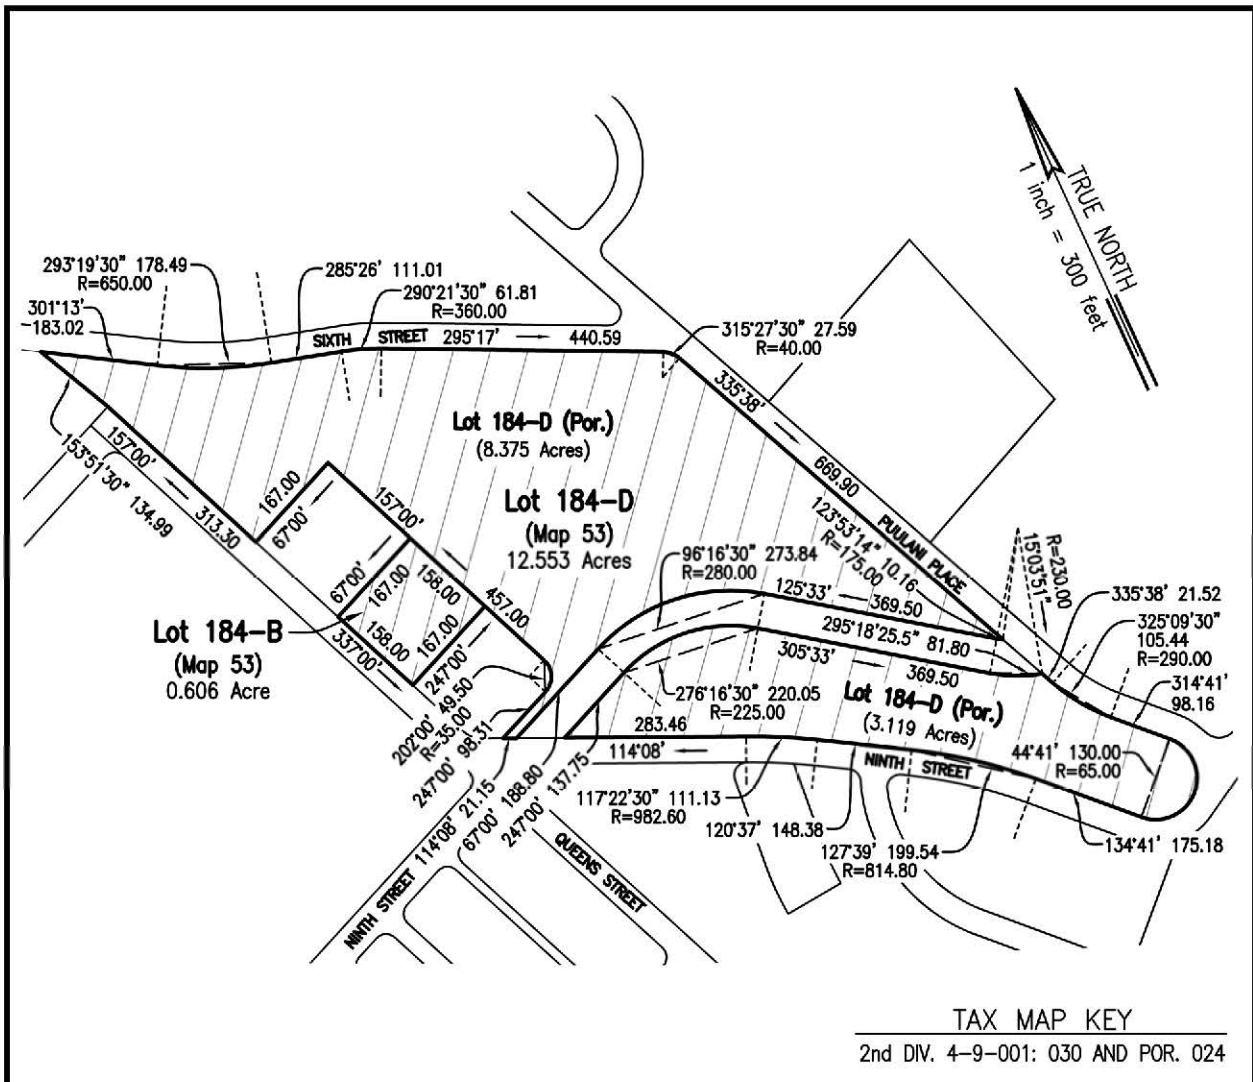 TRUE NORTH
1 inch = 300 feet
293°19'30" 178.49
R=650.00
285°26' 111.01
301°13'
183.02
290°21'30" 61.81
R=360.00
SIXTH STREET 295°17' 440.59
315°27'30" 27.59
R=40.00
335°38'
669.90
PUULANI PLACE
Lot 184-D (Por.)
(8.375 Acres)
Lot 184-D
(Map 53)
12.553 Acres
157°00'
313.30
153°51'30" 134.99
167.00
67°00'
157°00'
457.00
67°00'
167.00
158.00
158.00
167.00
247°00'
337°00'
Lot 184-B
(Map 53)
0.606 Acre
123°53'14" 10.16
R=175.00
96°16'30" 273.84
R=280.00
125°33' 369.50
295°18'25.5" 81.80
305°33' 369.50
R=230.00
15°03'51"
335°38' 21.52
325°09'30"
105.44
R=290.00
314°41'
98.16
276°16'30" 220.05
R=225.00
Lot 184-D (Por.)
(3.119 Acres)
44°41' 130.00
R=65.00
202°00' 49.50
R=35.00
247°00' 98.31
283.46
114°08'
NINTH STREET
NINTH STREET 114°08' 21.15
67°00' 188.80
247°00' 137.75
QUEENS STREET
117°22'30" 111.13
R=982.60
120°37' 148.38
127°39' 199.54
R=814.80
134°41' 175.18
TAX MAP KEY
2nd DIV. 4-9-001: 030 AND POR. 024